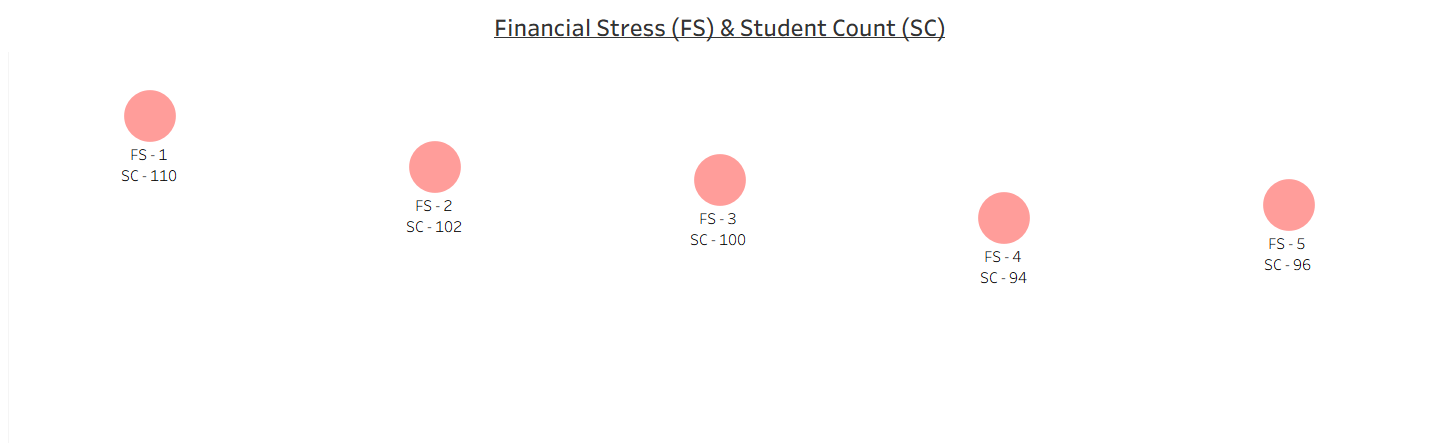 Financial Stress (FS) & Student Count (SC)
FS - 1
SC - 110
FS - 2
SC - 102
FS - 3
SC - 100
FS - 4
SC - 94
FS - 5
SC - 96